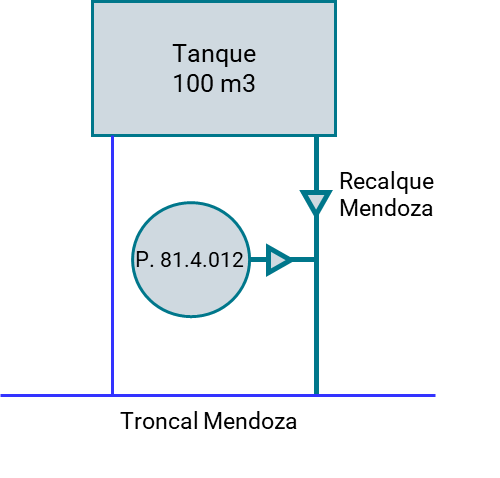 Tanque
100 m3
Recalque
Mendoza
P. 81.4.012
Troncal Mendoza